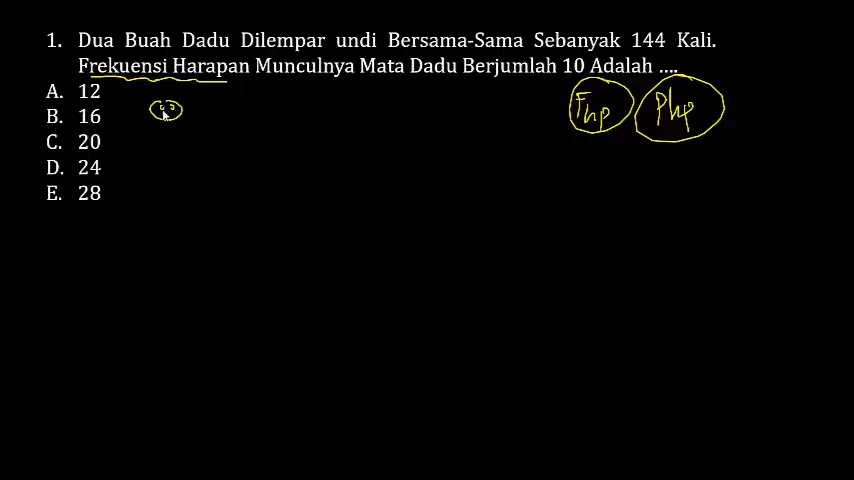 1. Dua Buah Dadu Dilempar undi Bersama-Sama Sebanyak 144 Kali.
Frekuensi Harapan Munculnya Mata Dadu Berjumlah 10 Adalah ....
A. 12
B. 16
C. 20
D. 24
E. 28
Fhp Php